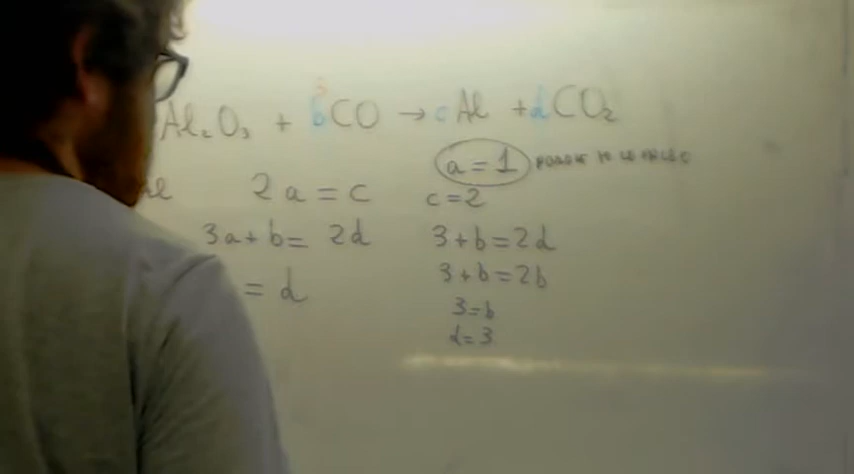 Al₂O₃ + bCO → cAl + dCO₂
a = 1
2a = c
c = 2
3a + b = 2d
3 + b = 2d
3 + b = 2b
= d
3 = b
d = 3